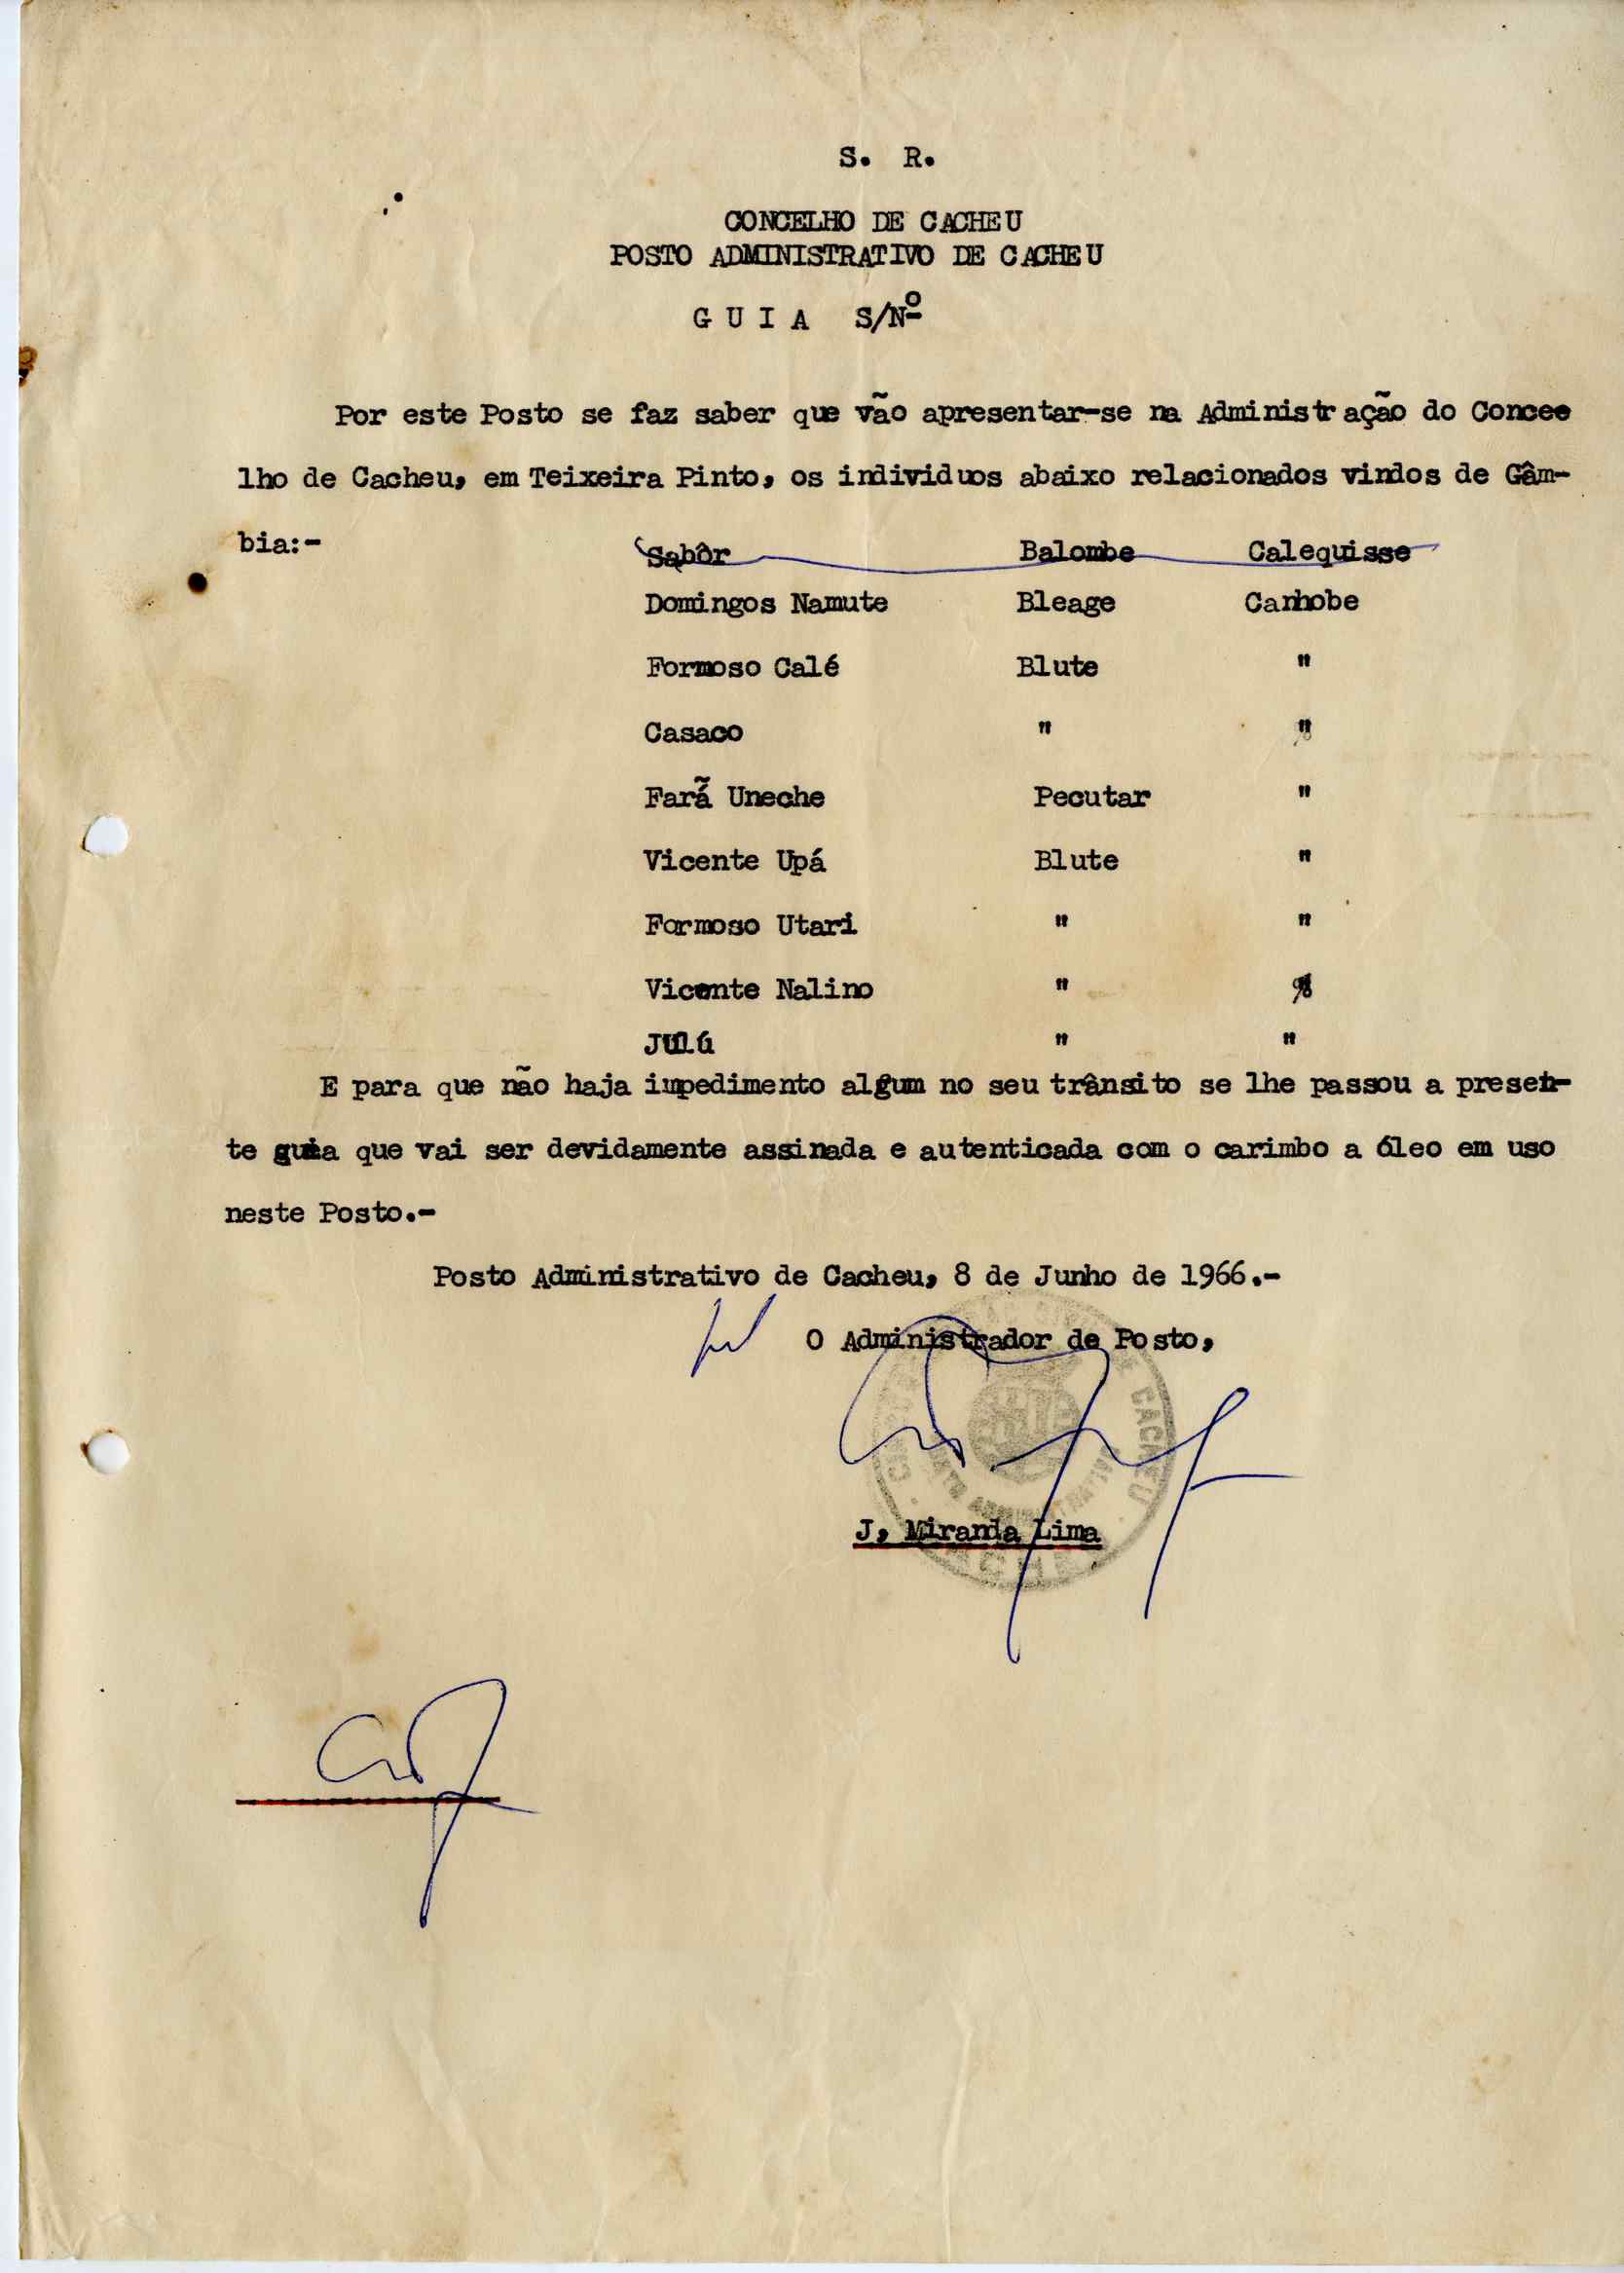 S. R.
CONCELHO DE CACHEU
POSTO ADMINISTRATIVO DE CACHEU
G U I A S/Nº
Por este Posto se faz saber que vão apresentar-se na Administração do Concee
lho de Cacheu, em Teixeira Pinto, os individuos abaixo relacionados vindos de Gâm-
bia:-
Sabôr Balombe Calequisse
Domingos Namute Bleage Canhobe
Formoso Calé Blute "
Casaco " "
Fará Uneche Pecutar "
Vicente Upá Blute "
Formoso Utari " "
Vicente Nalino " "
Julú " "
E para que não haja impedimento algum no seu trânsito se lhe passou a presen-
te guia que vai ser devidamente assinada e autenticada com o carimbo a óleo em uso
neste Posto.-
Posto Administrativo de Cacheu, 8 de Junho de 1966.-
O Administrador de Posto,
CACHEU
J, Miranda Lima